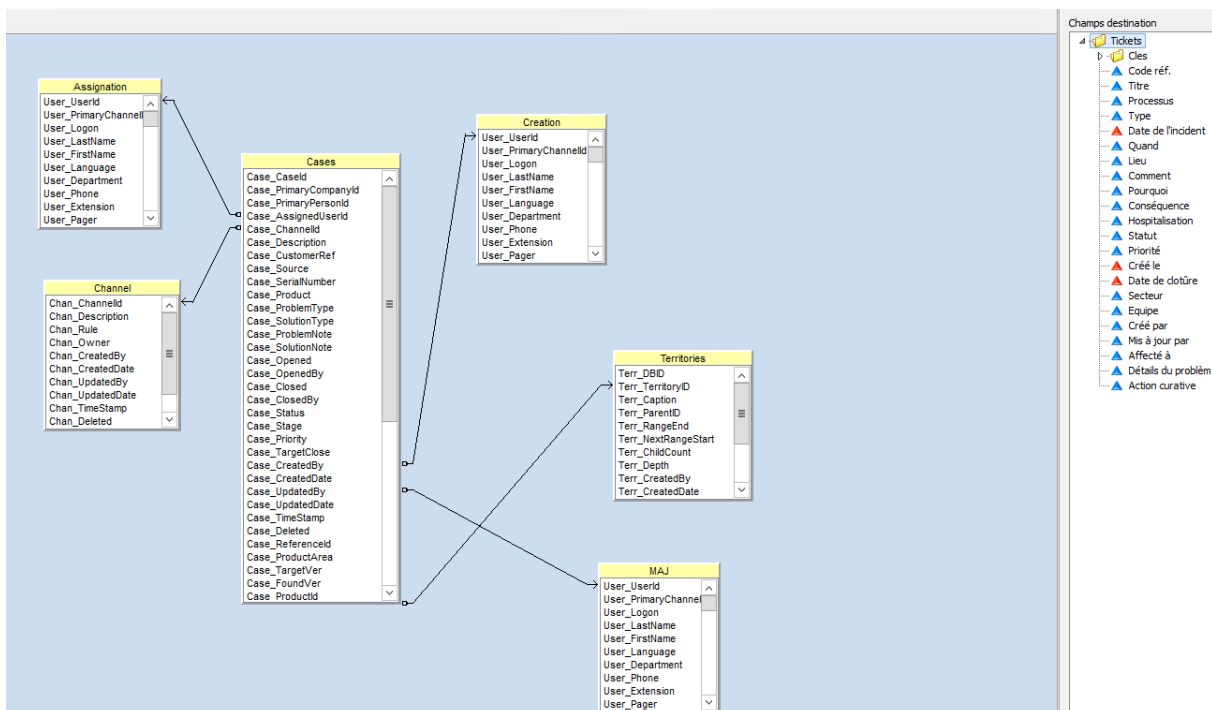 Champs destination
Tickets
Cles
Code réf.
Titre
Processus
Type
Date de l'incident
Quand
Lieu
Comment
Pourquoi
Conséquence
Hospitalisation
Statut
Priorité
Créé le
Date de clotûre
Secteur
Equipe
Créé par
Mis à jour par
Affecté à
Détails du problèm
Action curative
Assignation
User_UserId
User_PrimaryChannelI
User_Logon
User_LastName
User_FirstName
User_Language
User_Department
User_Phone
User_Extension
User_Pager
Channel
Chan_ChannelId
Chan_Description
Chan_Rule
Chan_Owner
Chan_CreatedBy
Chan_CreatedDate
Chan_UpdatedBy
Chan_UpdatedDate
Chan_TimeStamp
Chan_Deleted
Cases
Case_CaseId
Case_PrimaryCompanyId
Case_PrimaryPersonId
Case_AssignedUserId
Case_ChannelId
Case_Description
Case_CustomerRef
Case_Source
Case_SerialNumber
Case_Product
Case_ProblemType
Case_SolutionType
Case_ProblemNote
Case_SolutionNote
Case_Opened
Case_OpenedBy
Case_Closed
Case_ClosedBy
Case_Status
Case_Stage
Case_Priority
Case_TargetClose
Case_CreatedBy
Case_CreatedDate
Case_UpdatedBy
Case_UpdatedDate
Case_TimeStamp
Case_Deleted
Case_ReferenceId
Case_ProductArea
Case_TargetVer
Case_FoundVer
Case_ProductId
Creation
User_UserId
User_PrimaryChannelId
User_Logon
User_LastName
User_FirstName
User_Language
User_Department
User_Phone
User_Extension
User_Pager
Territories
Terr_DBID
Terr_TerritoryID
Terr_Caption
Terr_ParentID
Terr_RangeEnd
Terr_NextRangeStart
Terr_ChildCount
Terr_Depth
Terr_CreatedBy
Terr_CreatedDate
MAJ
User_UserId
User_PrimaryChannel
User_Logon
User_LastName
User_FirstName
User_Language
User_Department
User_Phone
User_Extension
User_Pager